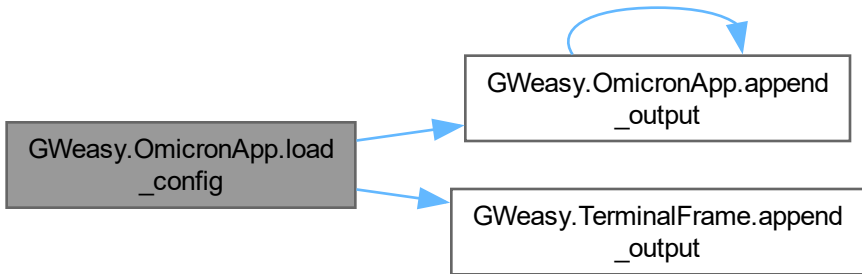 GWeasy.OmicronApp.load
_config
GWeasy.OmicronApp.append
_output
GWeasy.TerminalFrame.append
_output